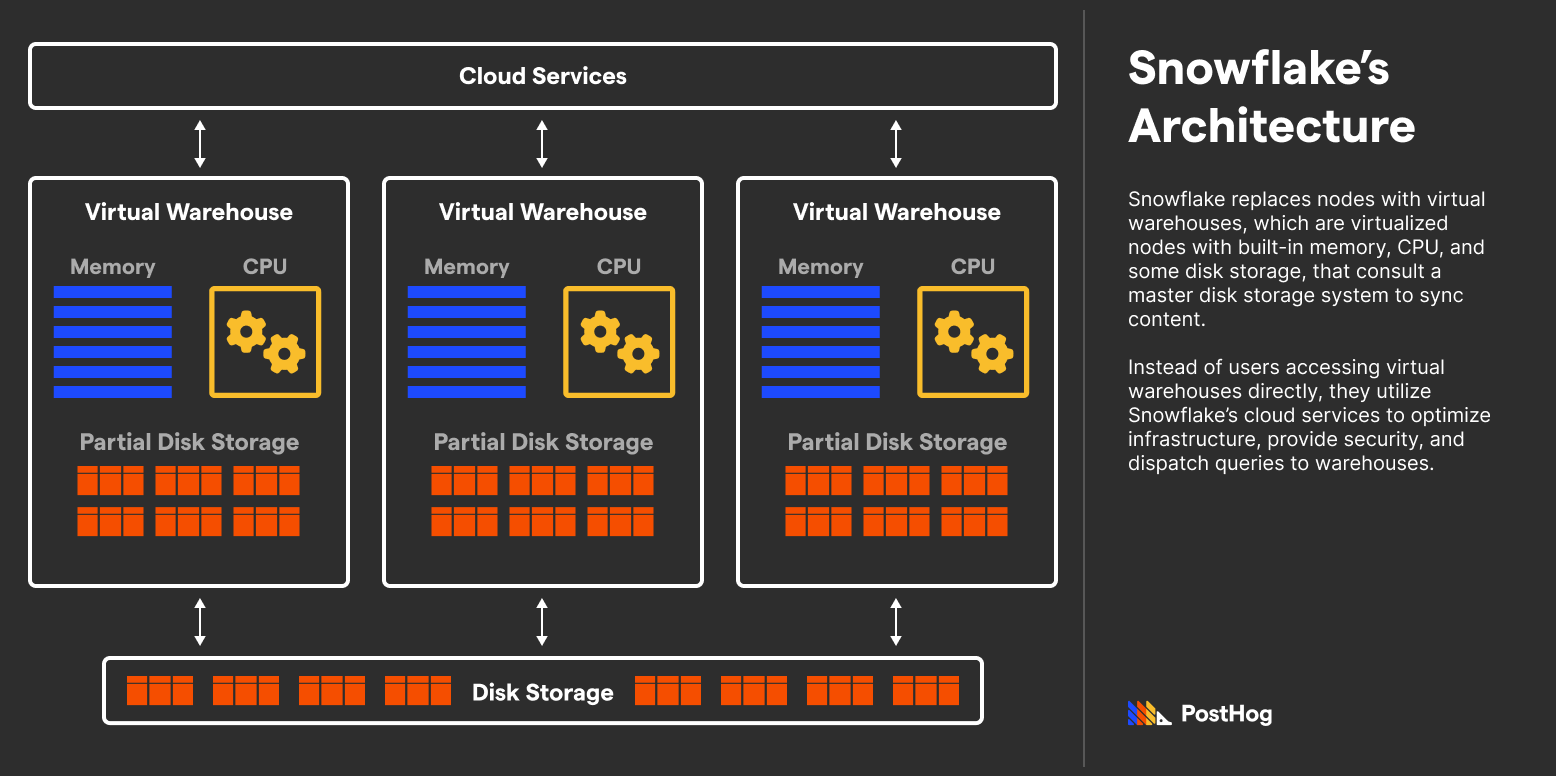 Cloud Services
Virtual Warehouse
Memory
CPU
Partial Disk Storage
Virtual Warehouse
Memory
CPU
Partial Disk Storage
Virtual Warehouse
Memory
CPU
Partial Disk Storage
Disk Storage
Snowflake’s
Architecture
Snowflake replaces nodes with virtual
warehouses, which are virtualized
nodes with built-in memory, CPU, and
some disk storage, that consult a
master disk storage system to sync
content.
Instead of users accessing virtual
warehouses directly, they utilize
Snowflake’s cloud services to optimize
infrastructure, provide security, and
dispatch queries to warehouses.
PostHog